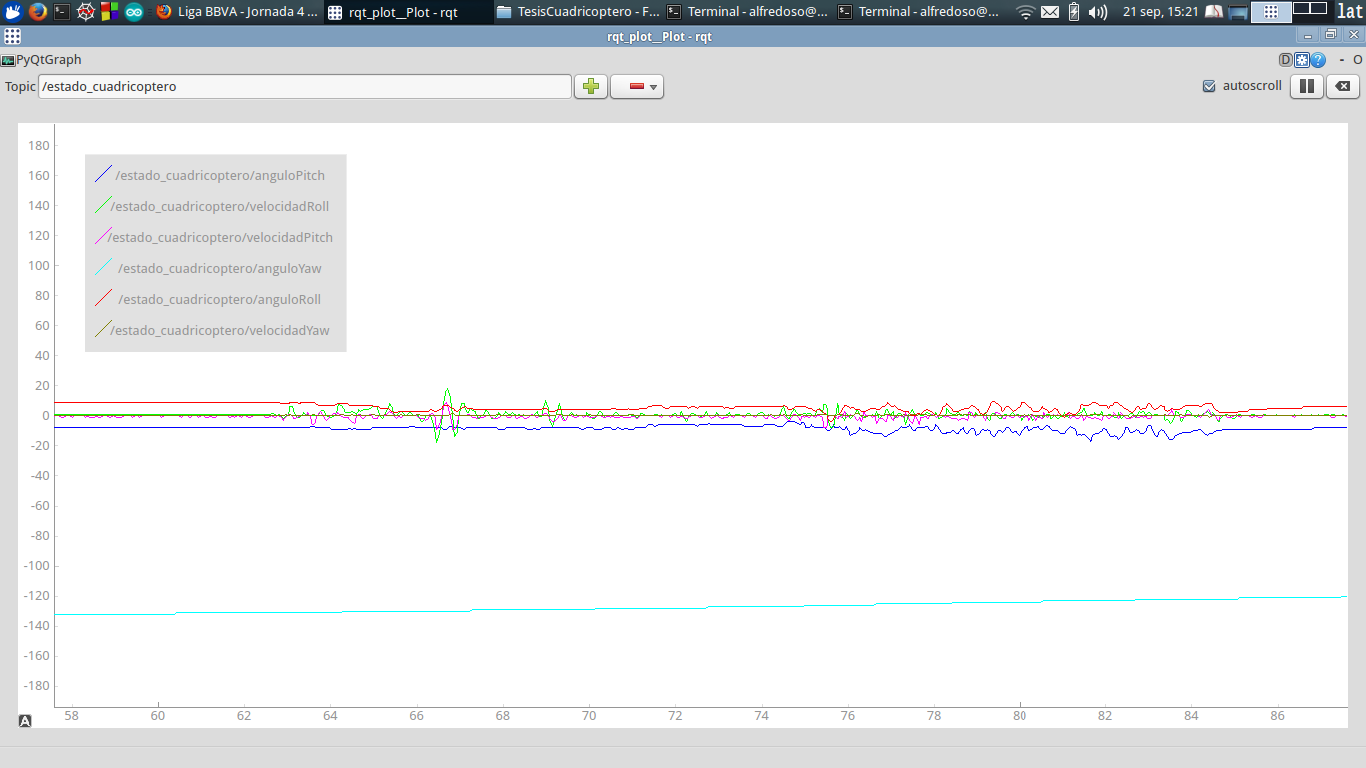 Liga BBVA - Jornada 4 ... rqt_plot__Plot - rqt TesisCuadricoptero - F... Terminal - alfredoso@... Terminal - alfredoso@... 21 sep, 15:21 lat
rqt_plot__Plot - rqt
PyQtGraph D ? - O
Topic /estado_cuadricoptero autoscroll
180
160
140
120
100
80
60
40
20
0
-20
-40
-60
-80
-100
-120
-140
-160
-180
/estado_cuadricoptero/anguloPitch
/estado_cuadricoptero/velocidadRoll
/estado_cuadricoptero/velocidadPitch
/estado_cuadricoptero/anguloYaw
/estado_cuadricoptero/anguloRoll
/estado_cuadricoptero/velocidadYaw
58 60 62 64 66 68 70 72 74 76 78 80 82 84 86
A